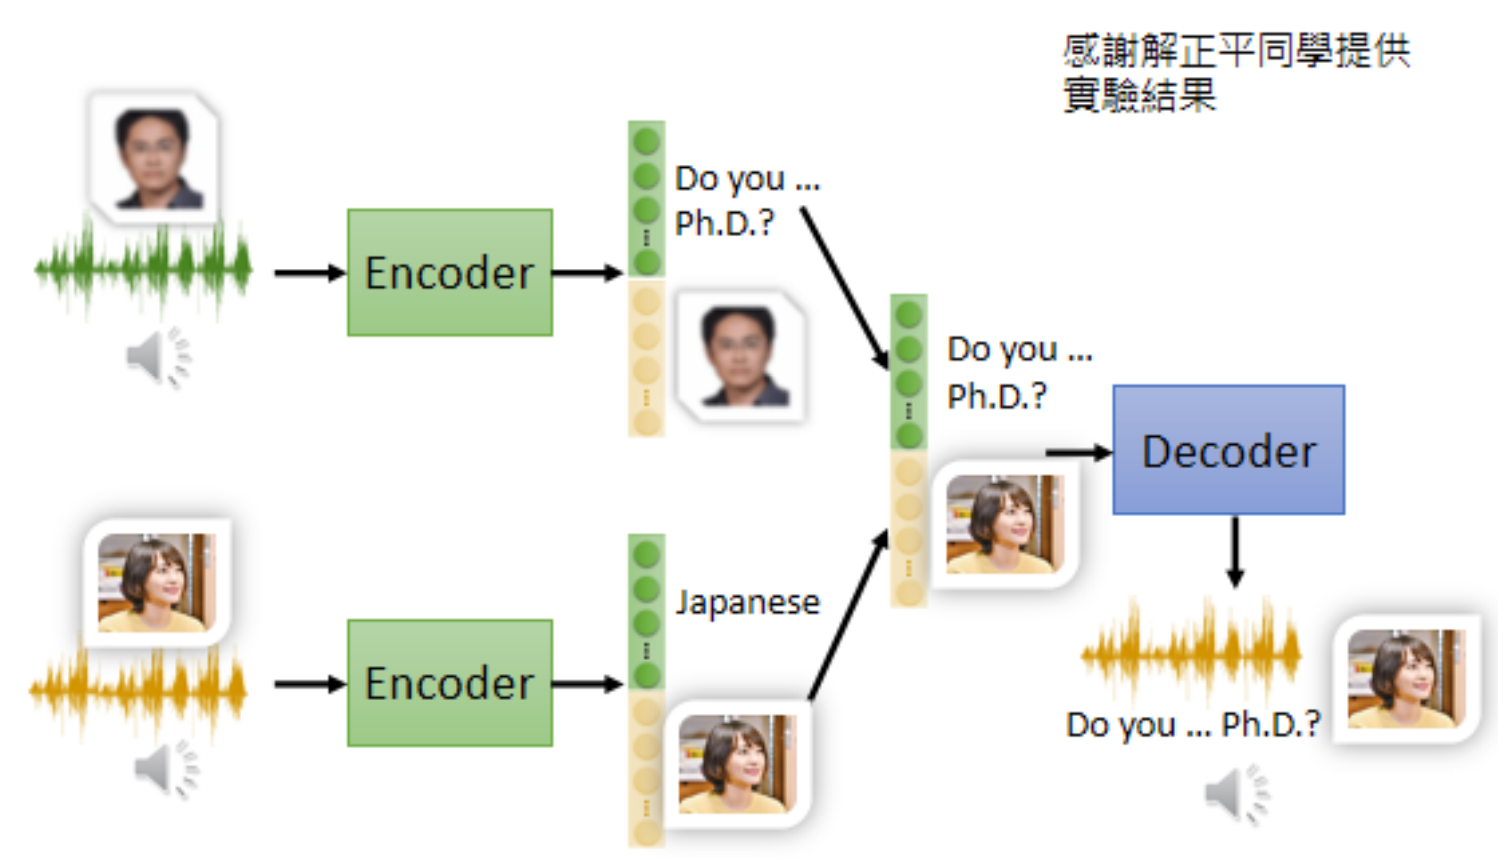 感謝解正平同學提供
實驗結果
Do you ...
Ph.D.?
Encoder
Do you ...
Ph.D.?
Decoder
Japanese
Encoder
Do you ... Ph.D.?